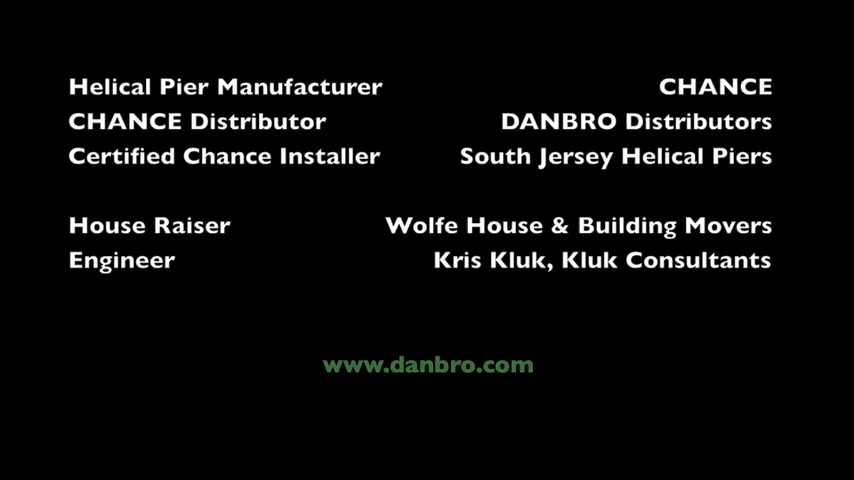 Helical Pier Manufacturer CHANCE
CHANCE Distributor DANBRO Distributors
Certified Chance Installer South Jersey Helical Piers
House Raiser Wolfe House & Building Movers
Engineer Kris Kluk, Kluk Consultants
www.danbro.com